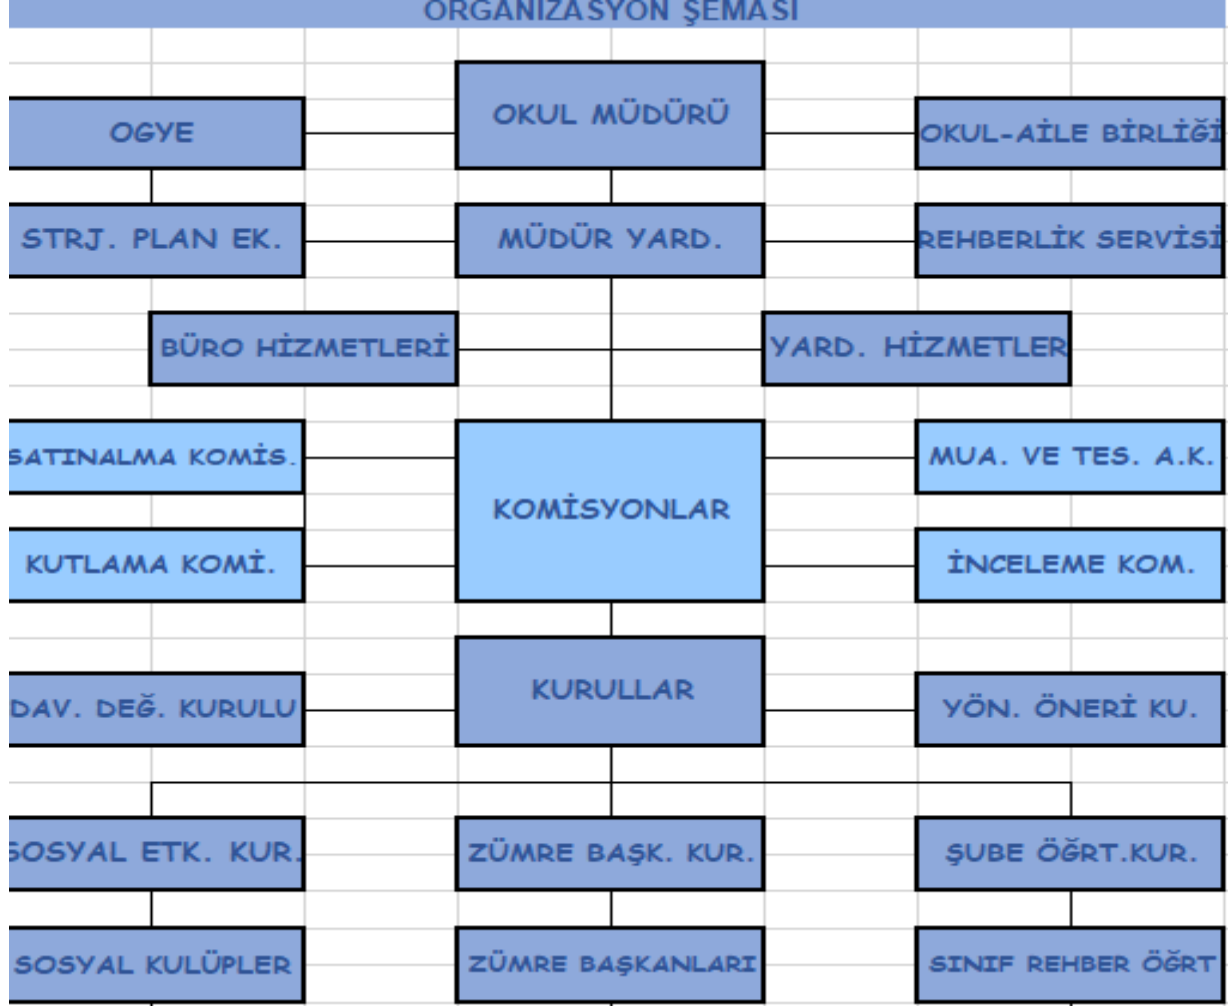 ORGANİZASYON ŞEMASI
OKUL MÜDÜRÜ
OGYE
OKUL-AİLE BİRLİĞİ
STRJ. PLAN EK.
MÜDÜR YARD.
REHBERLİK SERVİSİ
BÜRO HİZMETLERİ
YARD. HİZMETLER
SATINALMA KOMİS.
MUA. VE TES. A.K.
KOMİSYONLAR
KUTLAMA KOMİ.
İNCELEME KOM.
KURULLAR
DAV. DEĞ. KURULU
YÖN. ÖNERİ KU.
SOSYAL ETK. KUR.
ZÜMRE BAŞK. KUR.
ŞUBE ÖĞRT.KUR.
SOSYAL KULÜPLER
ZÜMRE BAŞKANLARI
SINIF REHBER ÖĞRT